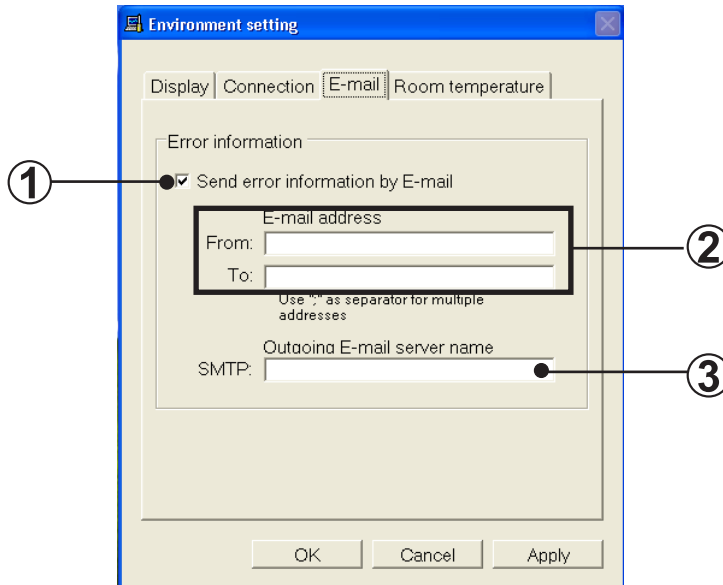 Environment setting
Display Connection E-mail Room temperature
Error information
1
Send error information by E-mail
E-mail address
From:
2
To:
Use ";" as separator for multiple
addresses
Outgoing E-mail server name
SMTP:
3
OK Cancel Apply